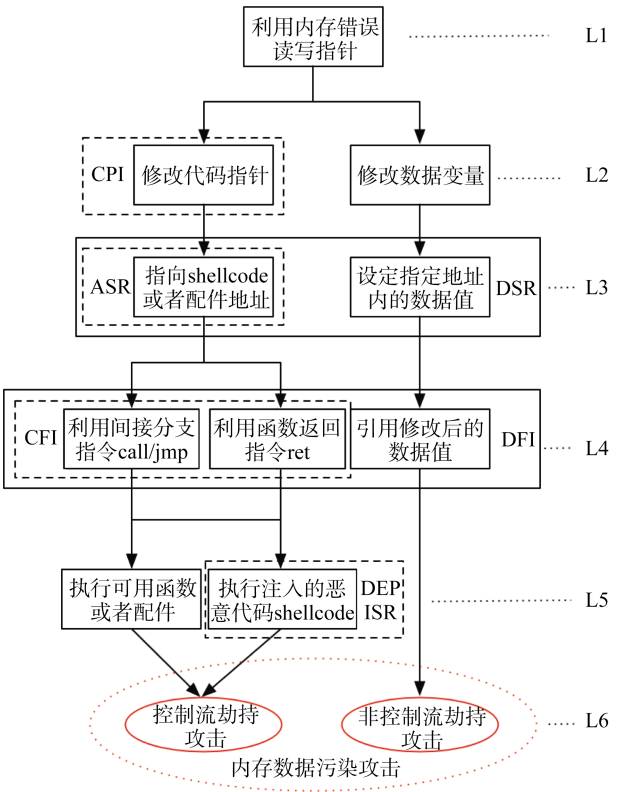 利用内存错误
读写指针
L1
CPI
修改代码指针
修改数据变量
L2
ASR
指向shellcode
或者配件地址
设定指定地址
内的数据值
DSR
L3
CFI
利用间接分支
指令call/jmp
利用函数返回
指令ret
引用修改后的
数据值
DFI
L4
执行可用函数
或者配件
执行注入的恶
意代码shellcode
DEP
ISR
L5
控制流劫持
攻击
非控制流劫持
攻击
L6
内存数据污染攻击